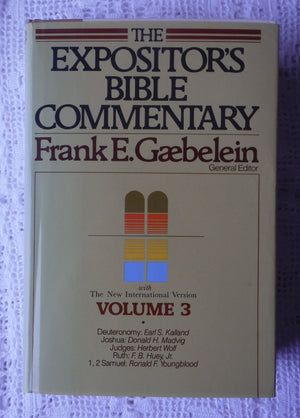 THE
EXPOSITOR'S
BIBLE
COMMENTARY
Frank E. Gæbelein
General Editor
with
The New International Version
VOLUME 3
•
Deuteronomy: Earl S. Kalland
Joshua: Donald H. Madvig
Judges: Herbert Wolf
Ruth: F. B. Huey, Jr.
1, 2 Samuel: Ronald F. Youngblood